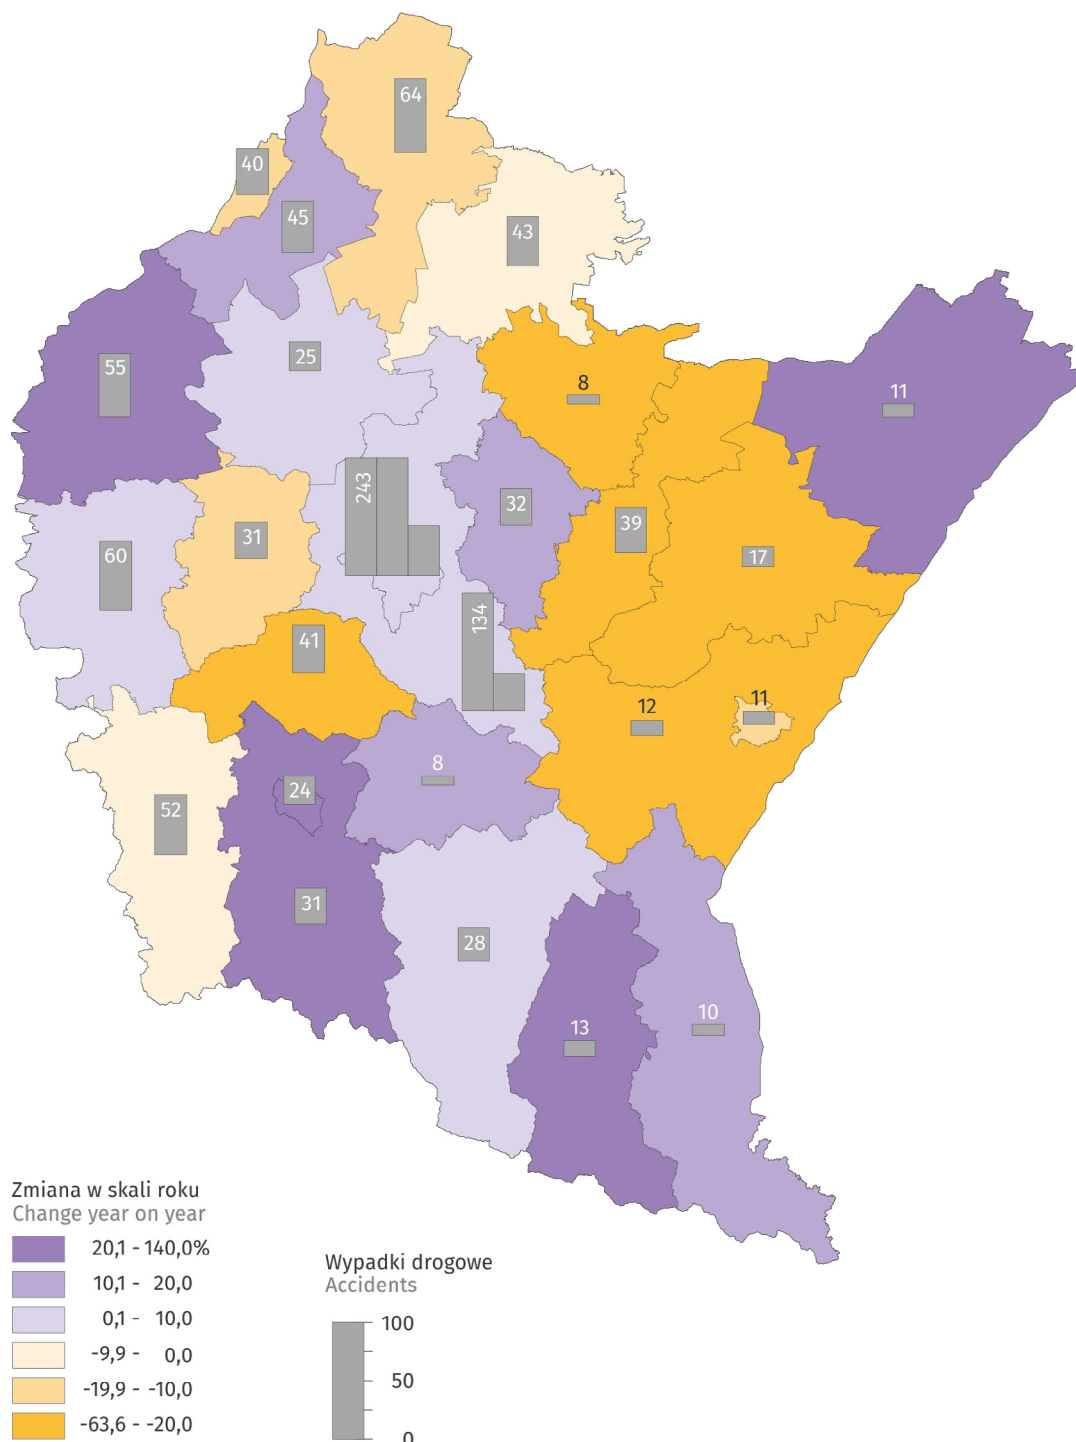 64
40
45
43
55
25
8
11
243
32
39
31
17
60
134
41
12
11
8
24
52
31
28
13
10
Zmiana w skali roku
Change year on year
20,1 - 140,0%
10,1 - 20,0
0,1 - 10,0
-9,9 - 0,0
-19,9 - -10,0
-63,6 - -20,0
Wypadki drogowe
Accidents
100
50
0